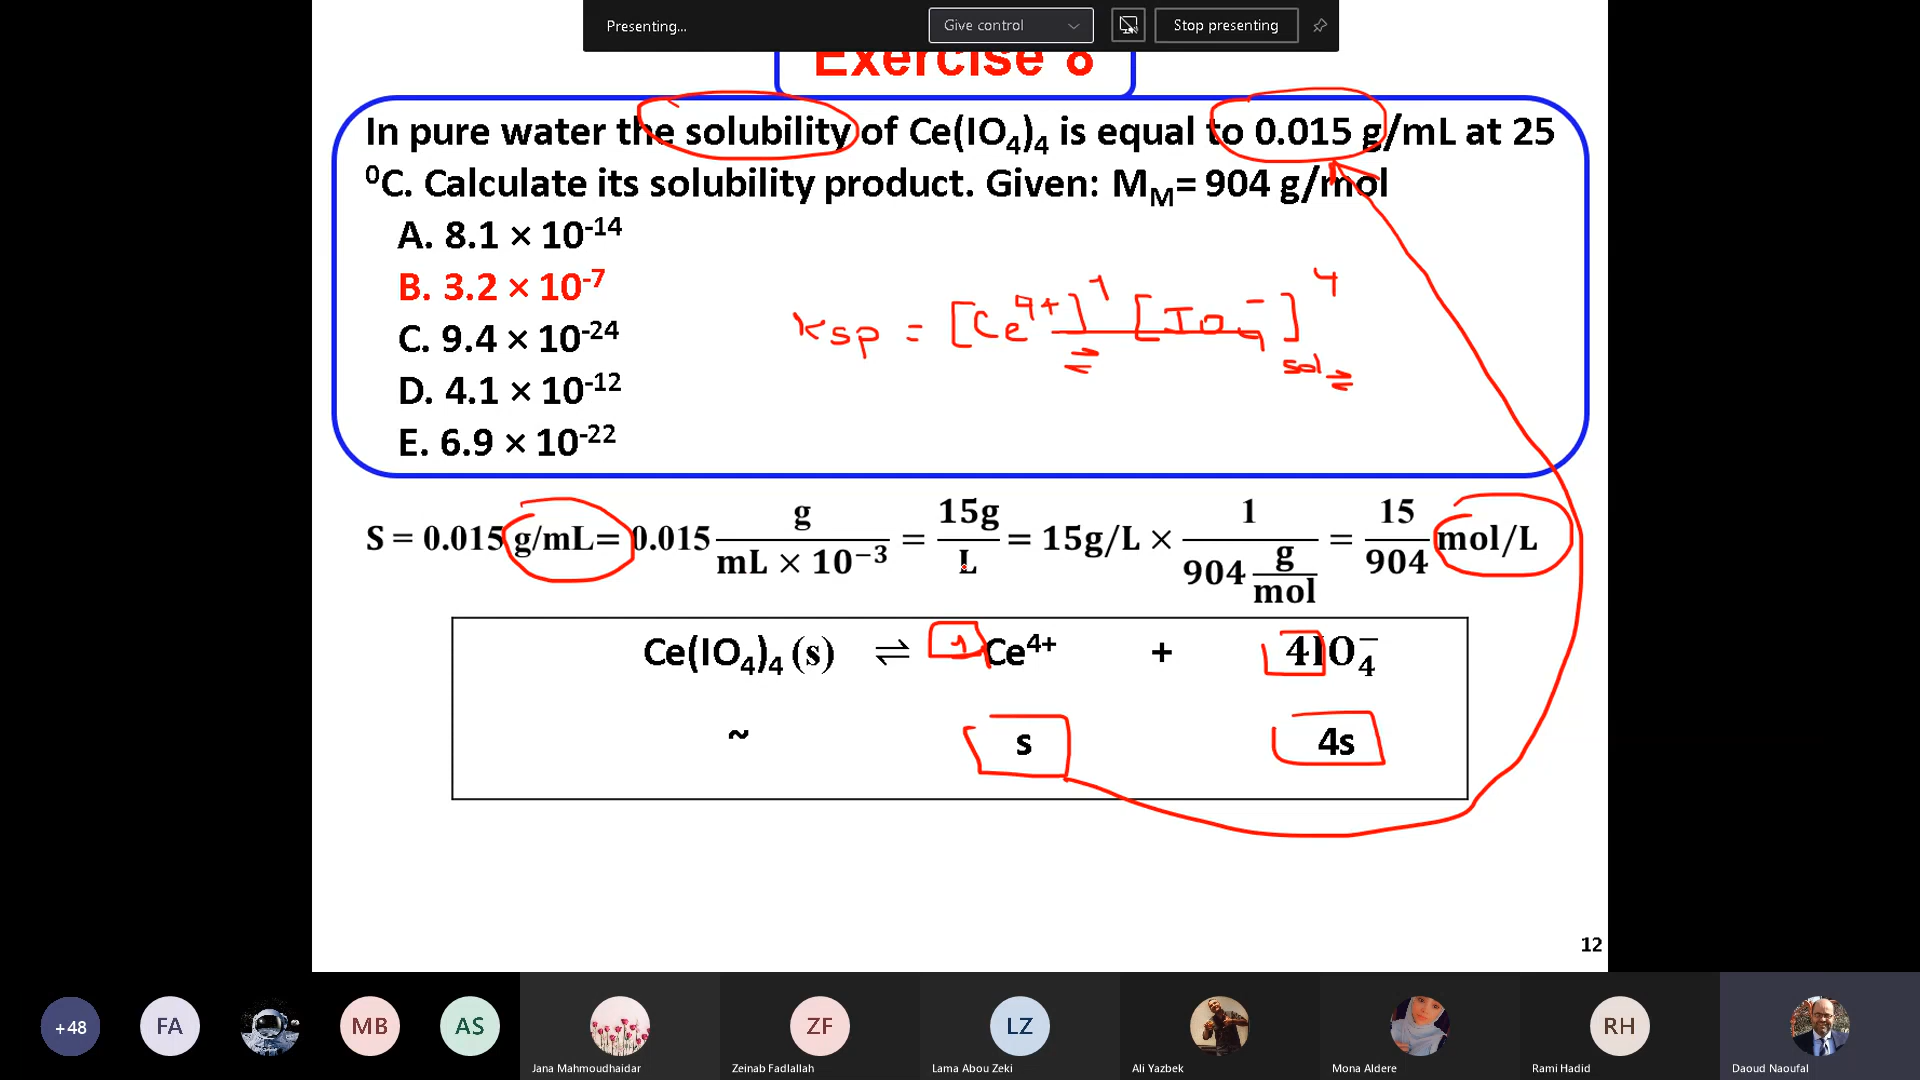 Presenting...
Give control
Stop presenting
Exercise 8
In pure water the solubility of Ce(IO₄)₄ is equal to 0.015 g/mL at 25
⁰C. Calculate its solubility product. Given: M_M= 904 g/mol
A. 8.1 × 10⁻¹⁴
B. 3.2 × 10⁻⁷
C. 9.4 × 10⁻²⁴
D. 4.1 × 10⁻¹²
E. 6.9 × 10⁻²²
Ksp = [Ce⁴⁺]¹ [IO₄⁻]⁴
sol
S = 0.015 g/mL= 0.015 g/(mL × 10⁻³) = 15g/L = 15g/L × 1/(904 g/mol) = 15/904 mol/L
Ce(IO₄)₄ (s) ⇌ 1 Ce⁴⁺ + 4IO₄⁻
~ s 4s
12
+48 FA MB AS ZF LZ RH
Jana Mahmoudhaidar Zeinab Fadlallah Lama Abou Zeki Ali Yazbek Mona Aldere Rami Hadid Daoud Naoufal